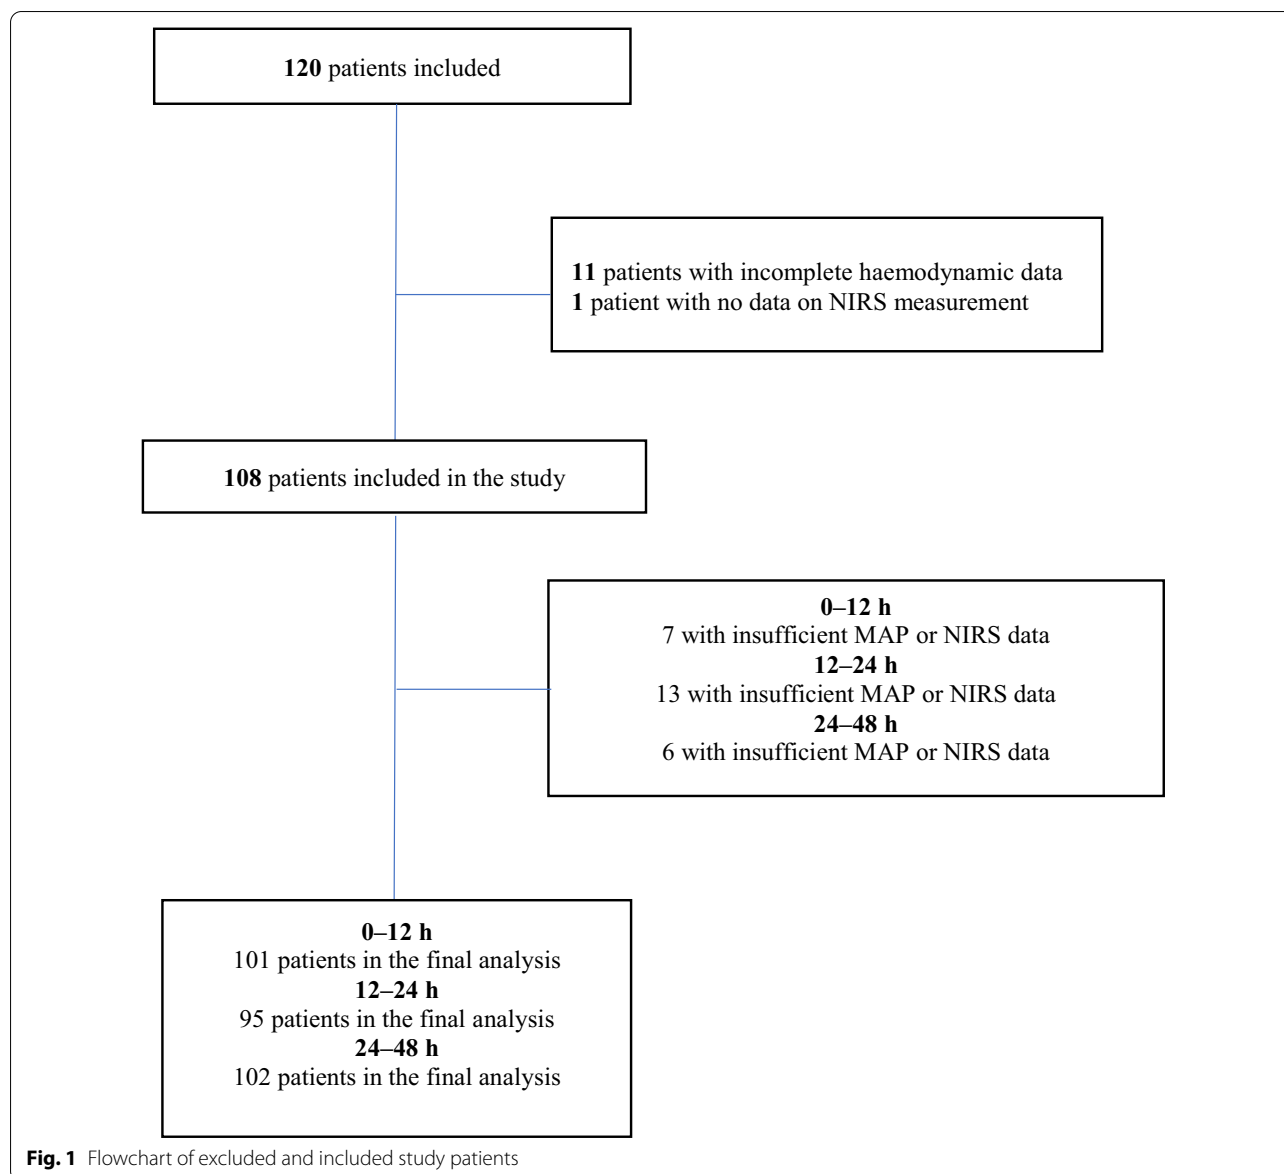 120 patients included
11 patients with incomplete haemodynamic data
1 patient with no data on NIRS measurement
108 patients included in the study
0–12 h
7 with insufficient MAP or NIRS data
12–24 h
13 with insufficient MAP or NIRS data
24–48 h
6 with insufficient MAP or NIRS data
0–12 h
101 patients in the final analysis
12–24 h
95 patients in the final analysis
24–48 h
102 patients in the final analysis
Fig. 1 Flowchart of excluded and included study patients